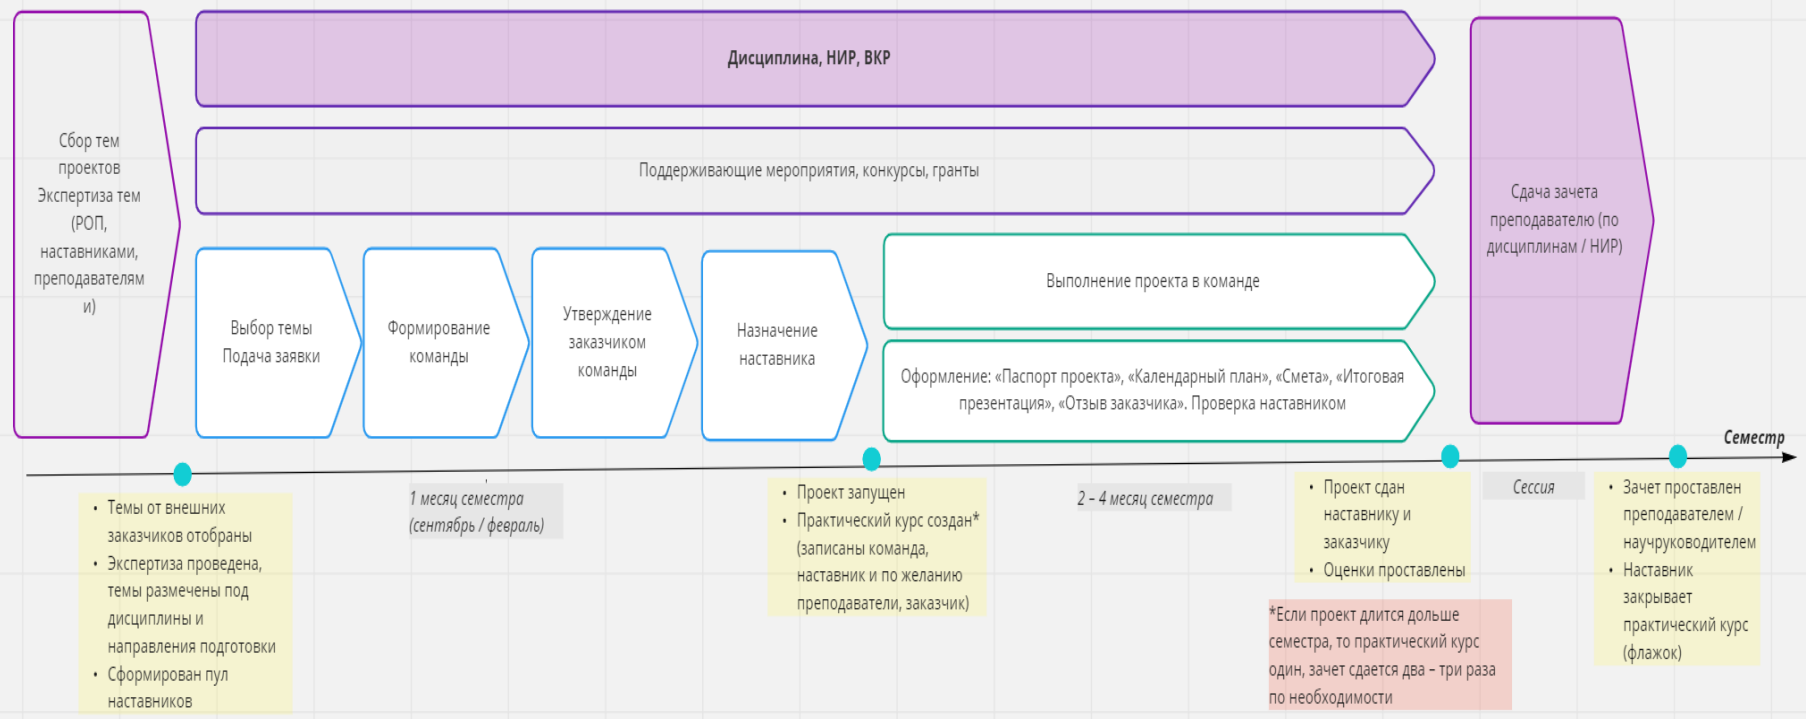 Сбор тем
проектов
Экспертиза тем
(РОП,
наставниками,
преподавателям
и)
Дисциплина, НИР, ВКР
Поддерживающие мероприятия, конкурсы, гранты
Выбор темы
Подача заявки
Формирование
команды
Утверждение
заказчиком
команды
Назначение
наставника
Выполнение проекта в команде
Оформление: «Паспорт проекта», «Календарный план», «Смета», «Итоговая
презентация», «Отзыв заказчика». Проверка наставником
Сдача зачета
преподавателю (по
дисциплинам / НИР)
Семестр
• Темы от внешних
заказчиков отобраны
• Экспертиза проведена,
темы размечены под
дисциплины и
направления подготовки
• Сформирован пул
наставников
1 месяц семестра
(сентябрь / февраль)
• Проект запущен
• Практический курс создан*
(записаны команда,
наставник и по желанию
преподаватели, заказчик)
2 – 4 месяц семестра
• Проект сдан
наставнику и
заказчику
• Оценки проставлены
*Если проект длится дольше
семестра, то практический курс
один, зачет сдается два – три раза
по необходимости
Сессия
• Зачет проставлен
преподавателем /
научруководителем
• Наставник
закрывает
практический курс
(флажок)